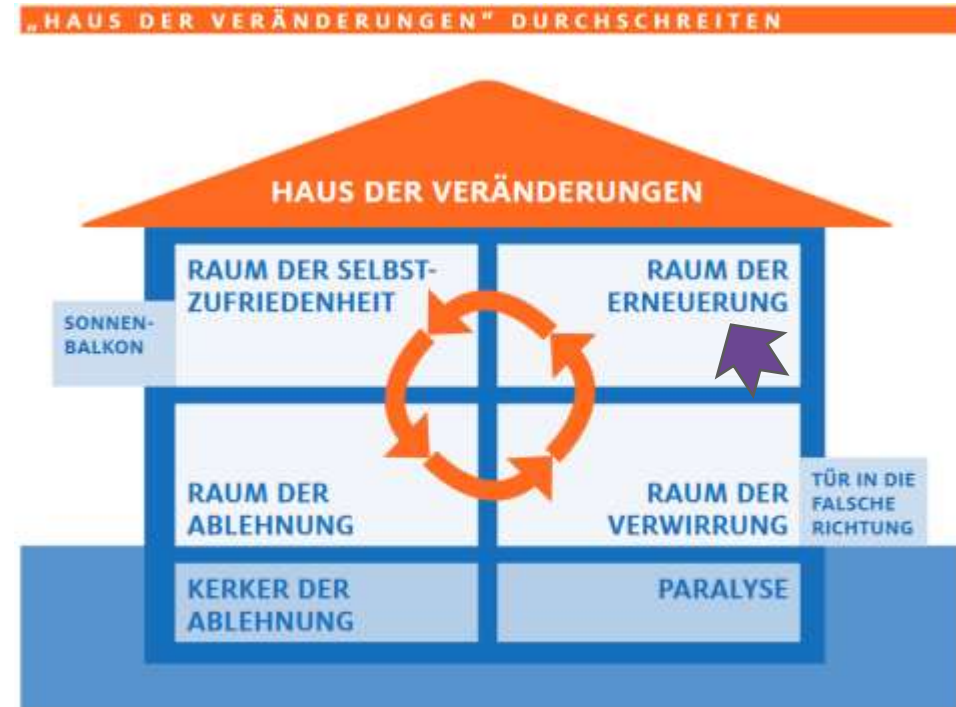 „HAUS DER VERÄNDERUNGEN“ DURCHSCHREITEN
HAUS DER VERÄNDERUNGEN
RAUM DER SELBST-
ZUFRIEDENHEIT
RAUM DER
ERNEUERUNG
SONNEN-
BALKON
RAUM DER
ABLEHNUNG
RAUM DER
VERWIRRUNG
TÜR IN DIE
FALSCHE
RICHTUNG
KERKER DER
ABLEHNUNG
PARALYSE